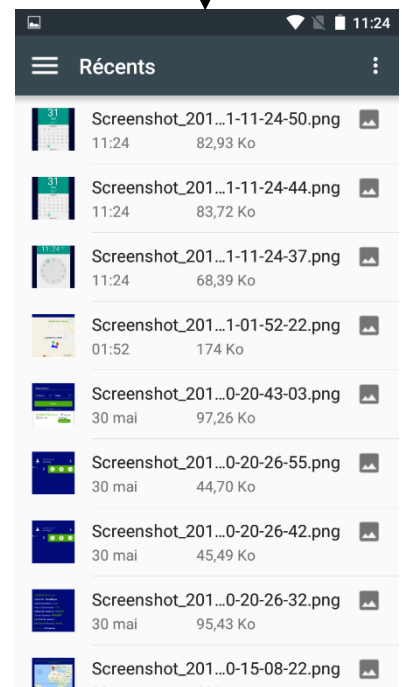 11:24
Récents
31
Screenshot_201...1-11-24-50.png
11:24 82,93 Ko
31
Screenshot_201...1-11-24-44.png
11:24 83,72 Ko
11:24
Screenshot_201...1-11-24-37.png
11:24 68,39 Ko
Screenshot_201...1-01-52-22.png
01:52 174 Ko
Screenshot_201...0-20-43-03.png
30 mai 97,26 Ko
Screenshot_201...0-20-26-55.png
30 mai 44,70 Ko
Screenshot_201...0-20-26-42.png
30 mai 45,49 Ko
Screenshot_201...0-20-26-32.png
30 mai 95,43 Ko
Screenshot_201...0-15-08-22.png